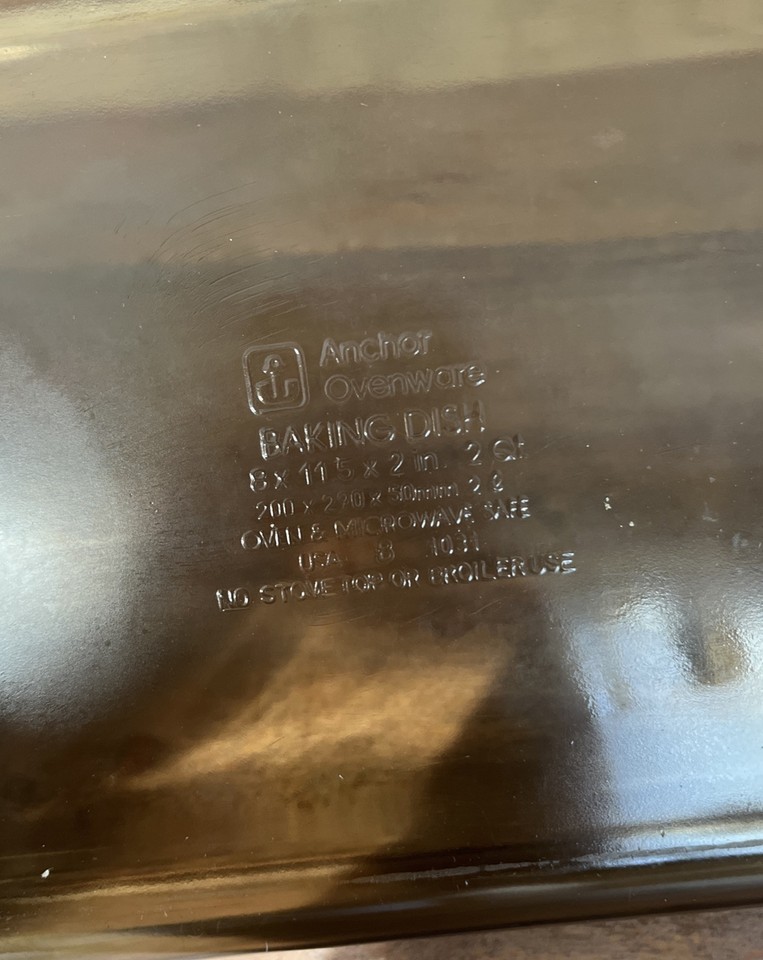 Anchor
Ovenware
BAKING DISH
8 x 11 5 x 2 in. 2 Qt
200 x 290 x 50mm 2 ℓ
OVEN & MICROWAVE SAFE
USA 8 1031
NO STOVE TOP OR BROILER USE